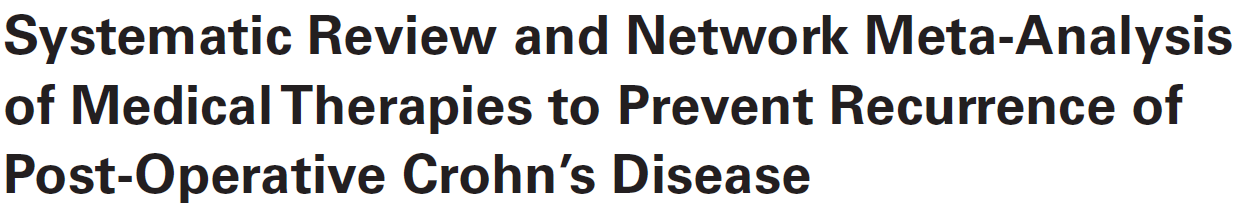 Systematic Review and Network Meta-Analysis
of Medical Therapies to Prevent Recurrence of
Post-Operative Crohn’s Disease